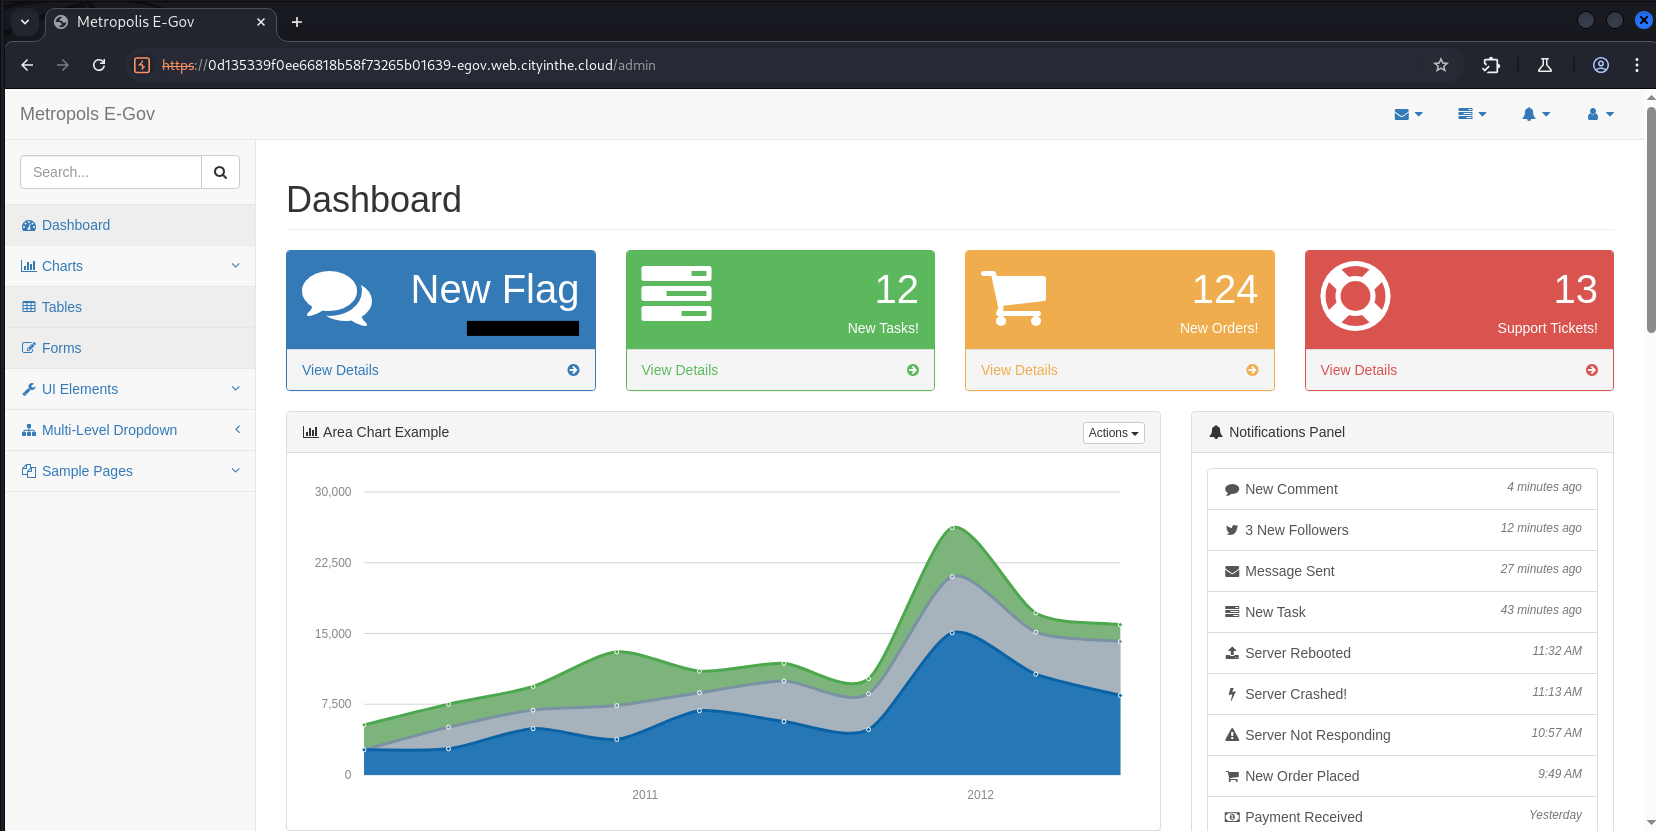 Metropolis E-Gov
https://0d135339f0ee66818b58f73265b01639-egov.web.cityinthe.cloud/admin
Metropols E-Gov
Search...
Dashboard
Charts
Tables
Forms
UI Elements
Multi-Level Dropdown
Sample Pages
Dashboard
New Flag
View Details
12
New Tasks!
View Details
124
New Orders!
View Details
13
Support Tickets!
View Details
Area Chart Example
Actions
30,000
22,500
15,000
7,500
0
2011
2012
Notifications Panel
New Comment 4 minutes ago
3 New Followers 12 minutes ago
Message Sent 27 minutes ago
New Task 43 minutes ago
Server Rebooted 11:32 AM
Server Crashed! 11:13 AM
Server Not Responding 10:57 AM
New Order Placed 9:49 AM
Payment Received Yesterday